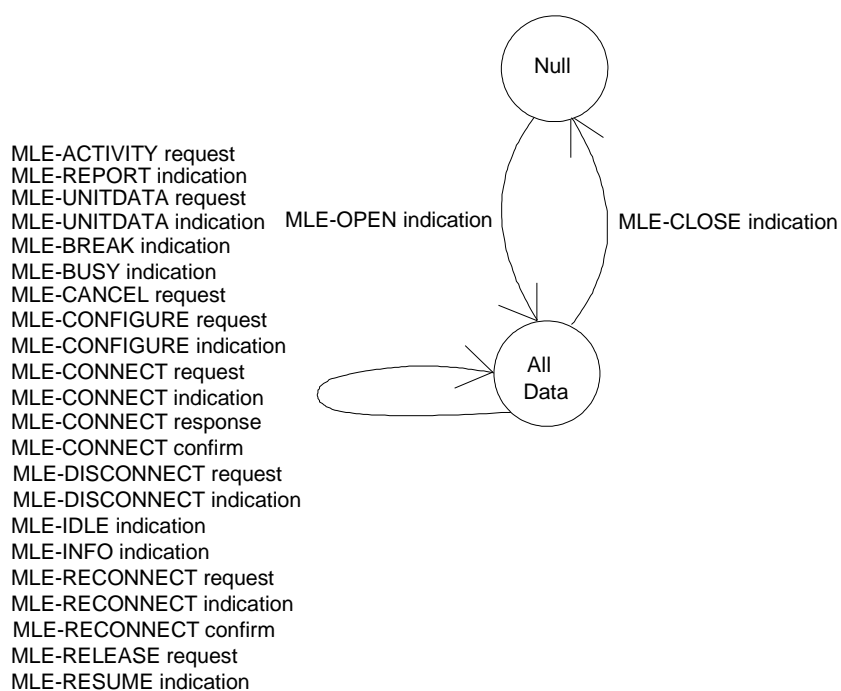 Null
MLE-ACTIVITY request
MLE-REPORT indication
MLE-UNITDATA request
MLE-UNITDATA indication
MLE-OPEN indication
MLE-CLOSE indication
MLE-BREAK indication
MLE-BUSY indication
MLE-CANCEL request
MLE-CONFIGURE request
MLE-CONFIGURE indication
MLE-CONNECT request
MLE-CONNECT indication
MLE-CONNECT response
MLE-CONNECT confirm
MLE-DISCONNECT request
MLE-DISCONNECT indication
MLE-IDLE indication
MLE-INFO indication
MLE-RECONNECT request
MLE-RECONNECT indication
MLE-RECONNECT confirm
MLE-RELEASE request
MLE-RESUME indication
All
Data